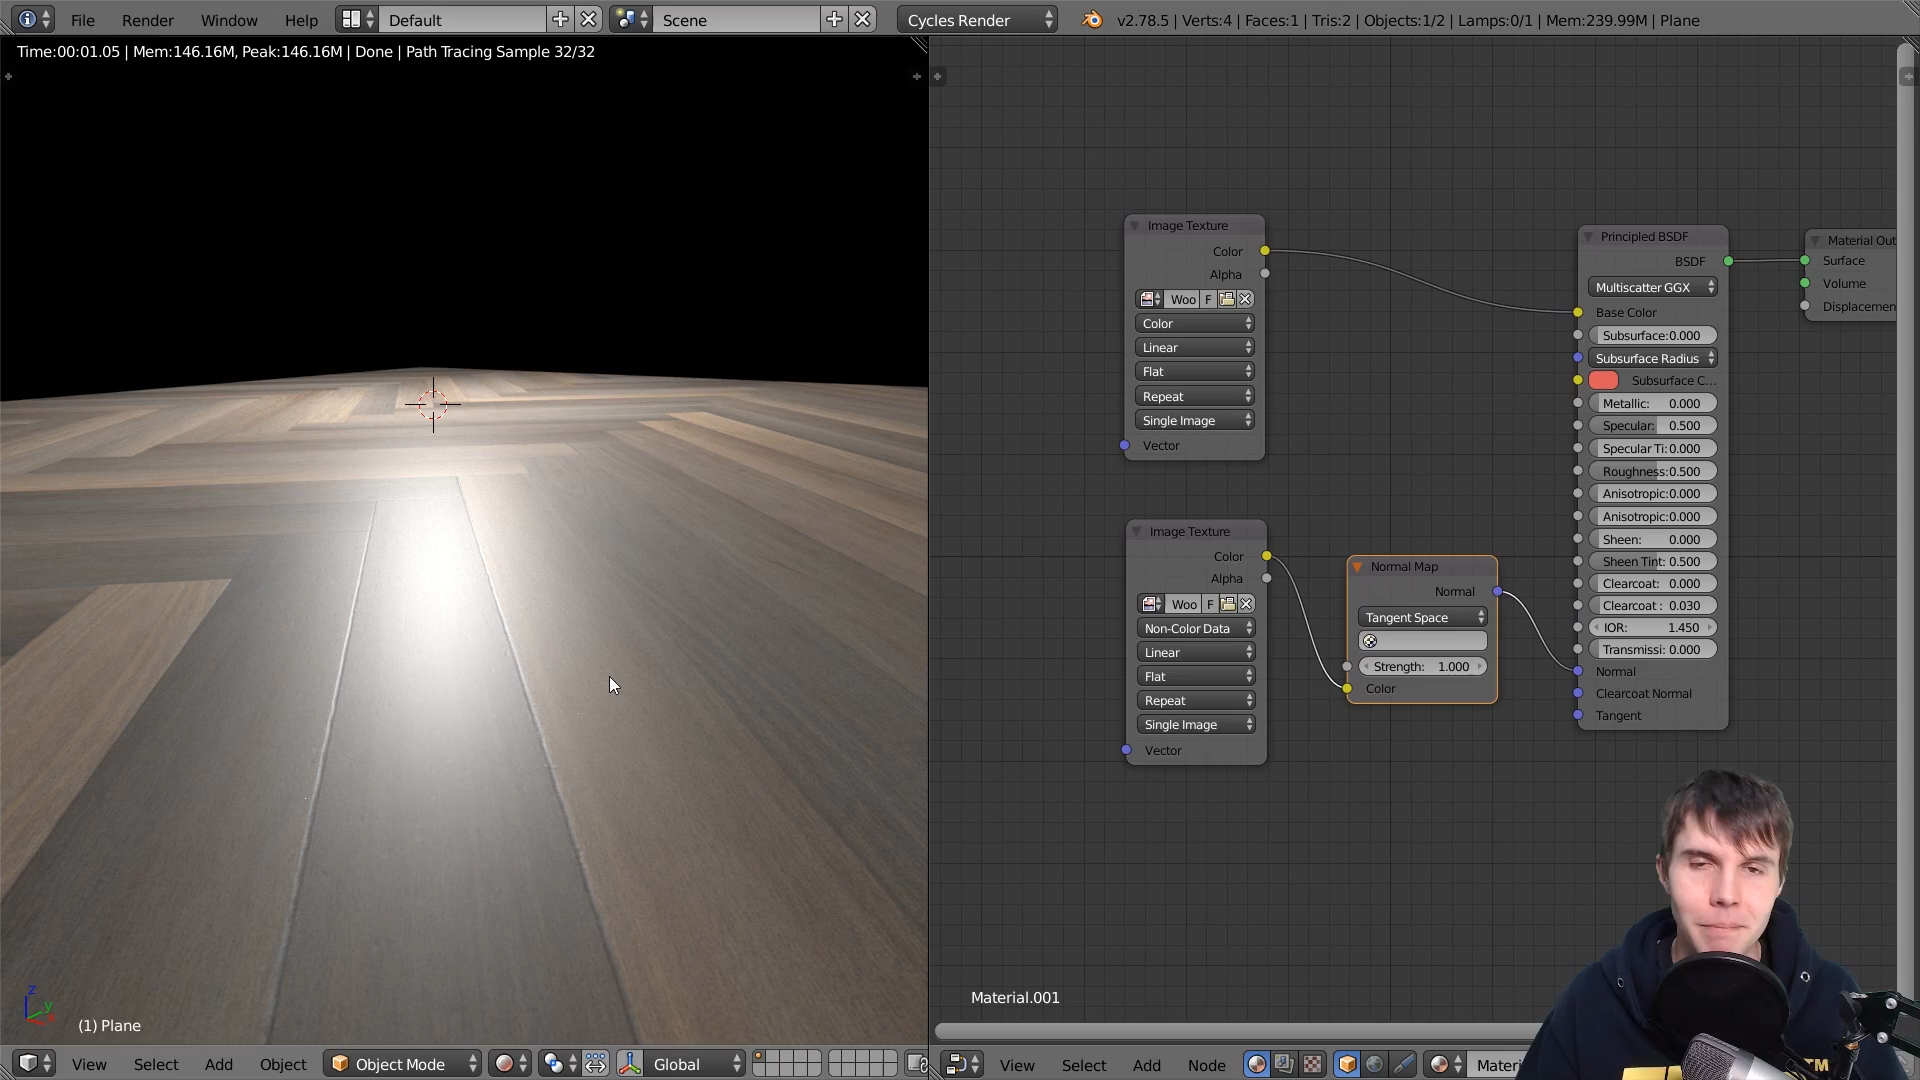 File Render Window Help Default Scene Cycles Render v2.78.5 | Verts:4 | Faces:1 | Tris:2 | Objects:1/2 | Lamps:0/1 | Mem:239.99M | Plane
Time:00:01.05 | Mem:146.16M, Peak:146.16M | Done | Path Tracing Sample 32/32
Image Texture
Color
Alpha
Woo F
Color
Linear
Flat
Repeat
Single Image
Vector
Image Texture
Color
Alpha
Woo F
Non-Color Data
Linear
Flat
Repeat
Single Image
Vector
Normal Map
Normal
Tangent Space
Strength: 1.000
Color
Principled BSDF
BSDF
Multiscatter GGX
Base Color
Subsurface:0.000
Subsurface Radius
Subsurface C...
Metallic: 0.000
Specular: 0.500
Specular Ti:0.000
Roughness:0.500
Anisotropic:0.000
Anisotropic:0.000
Sheen: 0.000
Sheen Tint: 0.500
Clearcoat: 0.000
Clearcoat : 0.030
IOR: 1.450
Transmissi: 0.000
Normal
Clearcoat Normal
Tangent
Material Out
Surface
Volume
Displacemen
Material.001
z
y
(1) Plane
View Select Add Object Object Mode Global
View Select Add Node Materi
TM